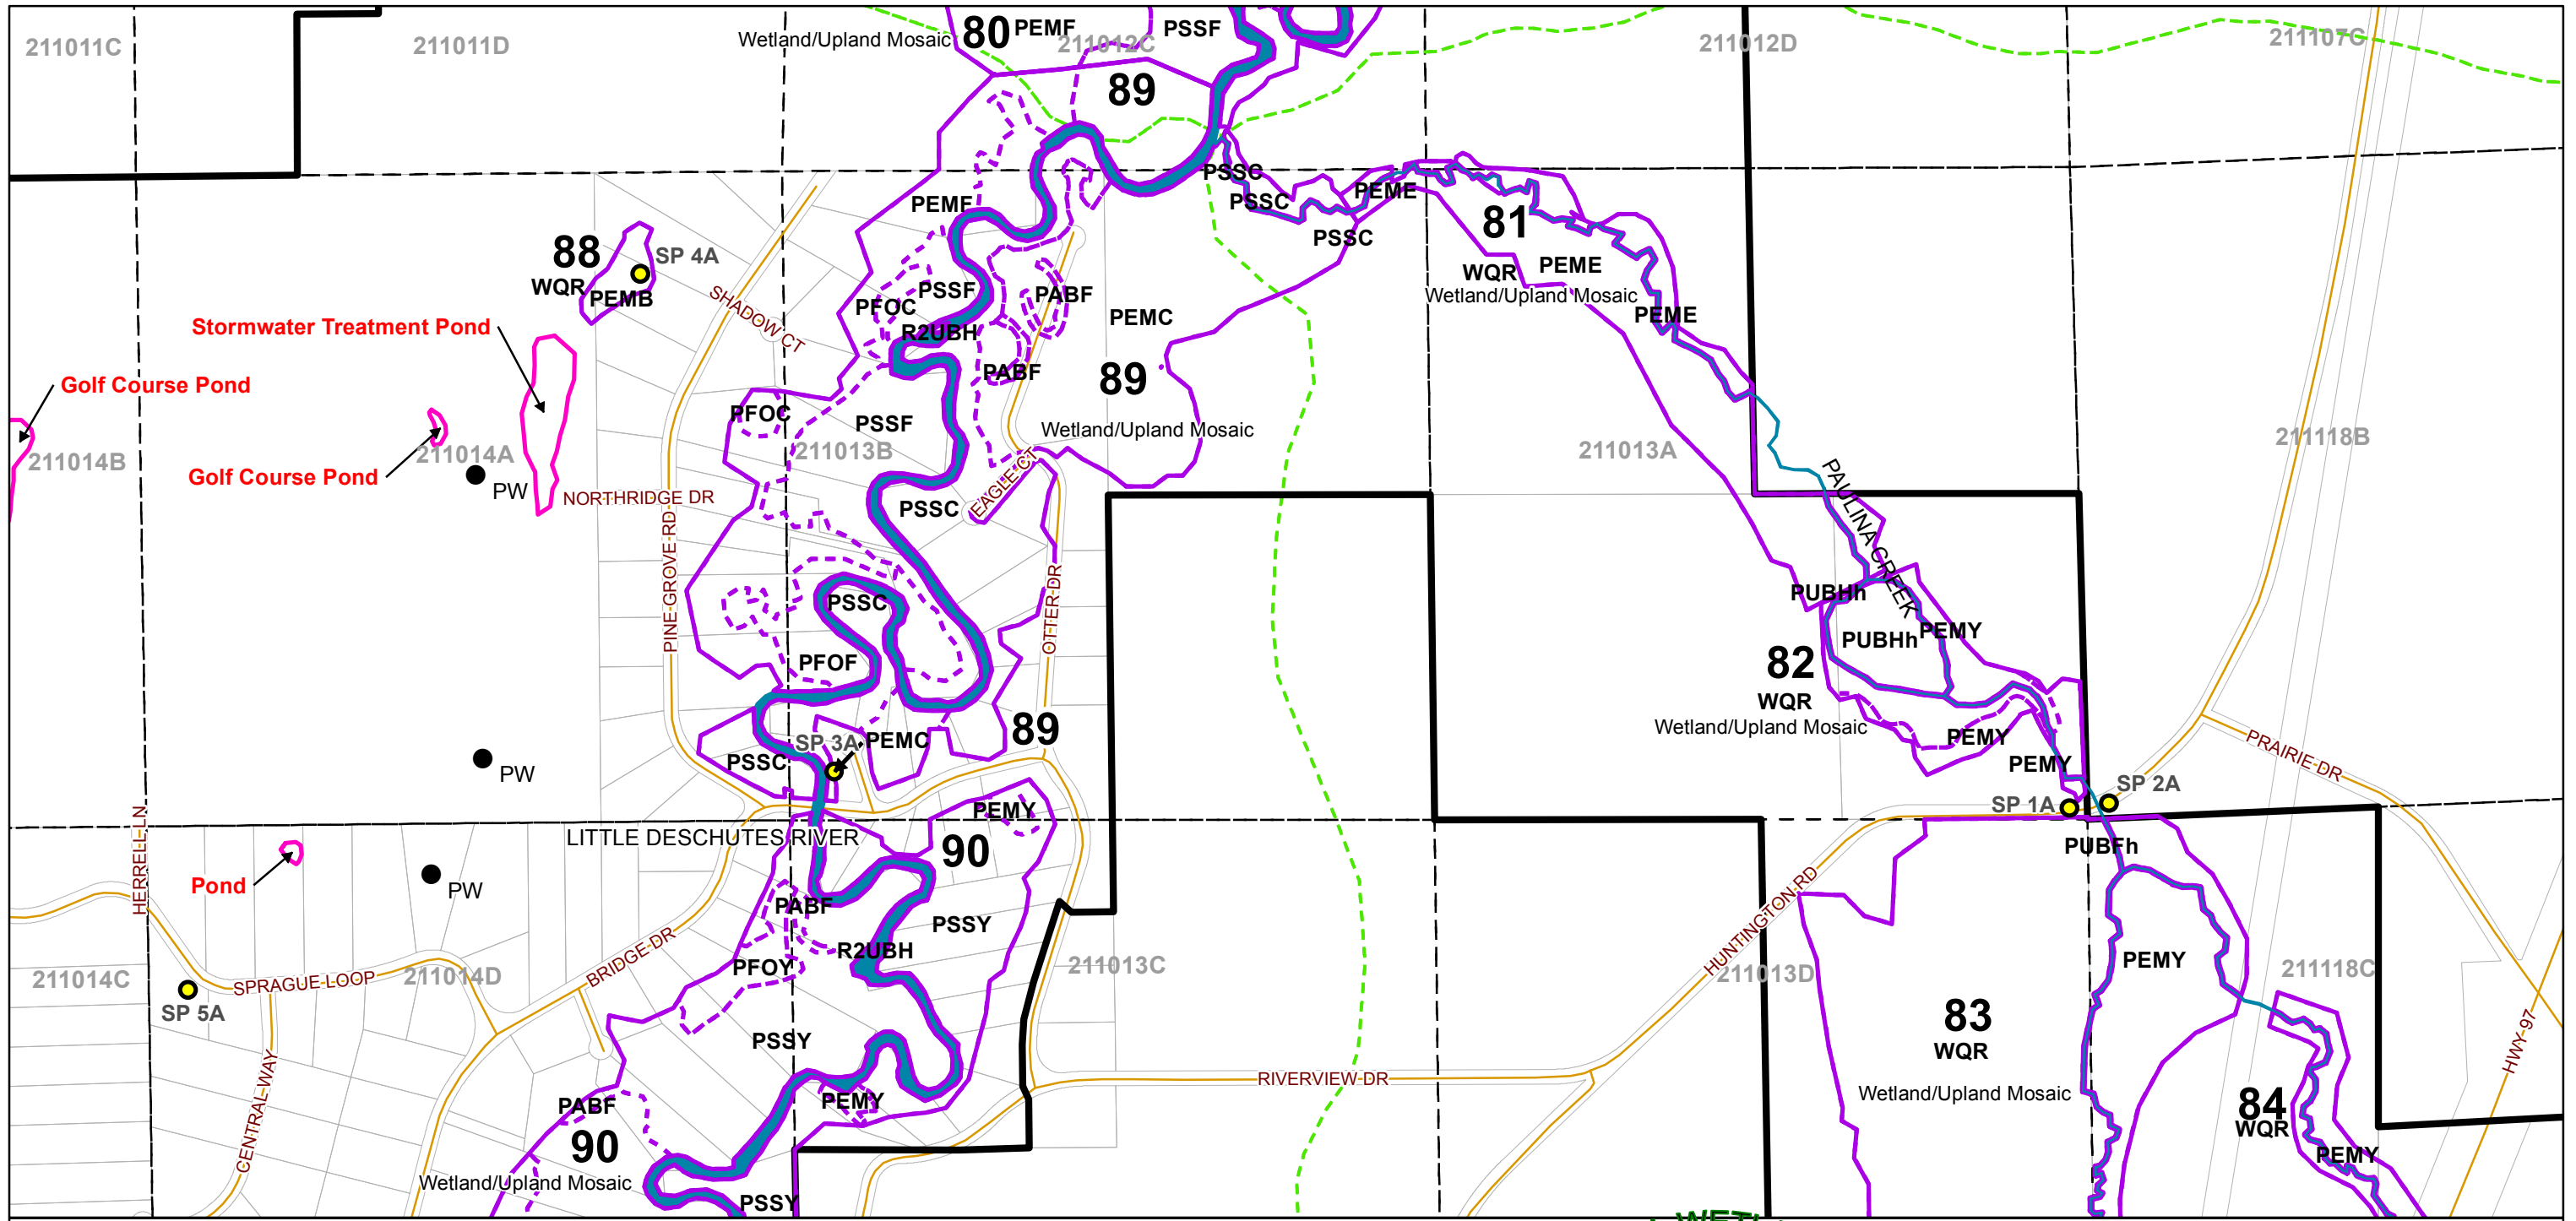 80 PEMF
PSSF
Wetland/Upland Mosaic
211011C
211011D
211012C
211012D
211107C
89
PSSC
PSSC
PEME
PSSC
81
WQR
PEME
Wetland/Upland Mosaic
PEME
PEMF
88
WQR
SP 4A
PEMB
SHADOW CT
PSSF
PFOC
R2UBH
PABF
PABF
PEMC
89
Wetland/Upland Mosaic
Stormwater Treatment Pond
Golf Course Pond
Golf Course Pond
211014B
211014A
PW
NORTHRIDGE DR
PINE GROVE RD
PFOC
PSSF
211013B
PSSC
EAGLE CT
211013A
211118B
PAULINA CREEK
PUBHh
PUBHh
PEMY
82
WQR
Wetland/Upland Mosaic
PEMY
PEMY
PRAIRIE DR
SP 1A
SP 2A
PUBFh
PSSC
PFOF
OTTER DR
89
SP 3A
PEMC
PSSC
PW
HERREL LN
LITTLE DESCHUTES RIVER
PEMY
90
Pond
PW
PABF
PSSY
R2UBH
PFOY
BRIDGE DR
211014C
SPRAGUE LOOP
211014D
SP 5A
CENTRAL WAY
PSSY
PEMY
PABF
90
Wetland/Upland Mosaic
PSSY
211013C
RIVERVIEW DR
HUNTINGTON RD
211013D
83
WQR
Wetland/Upland Mosaic
PEMY
211118C
84
WQR
PEMY
HWY 97